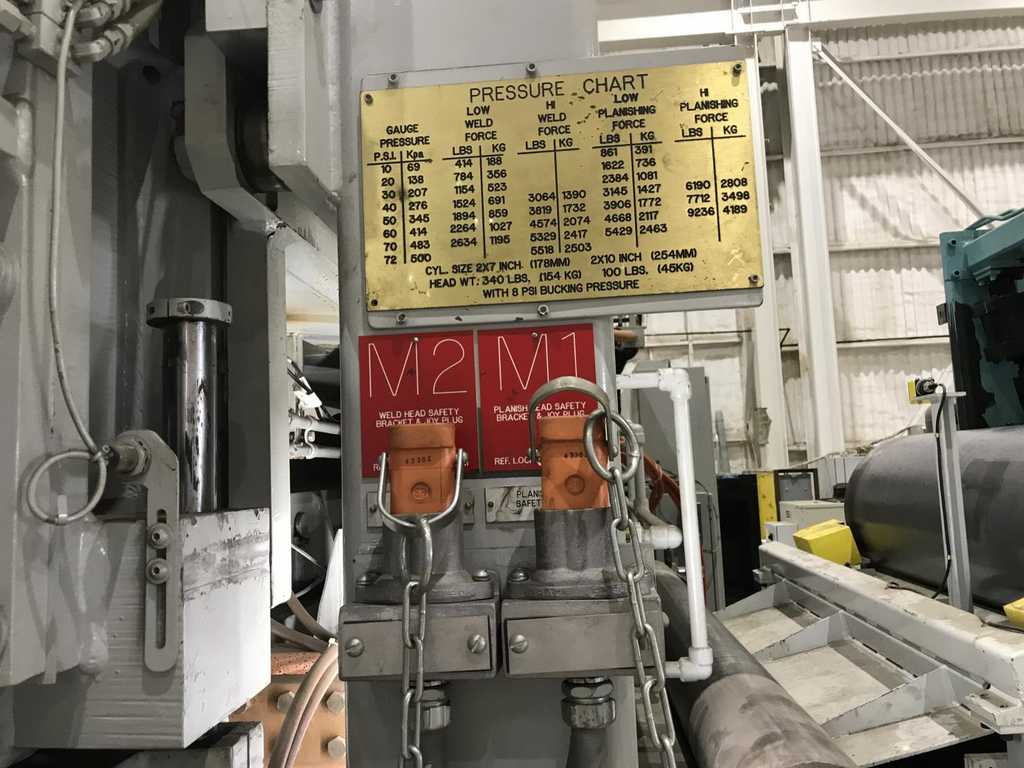 PRESSURE CHART
GAUGE PRESSURE LOW WELD FORCE HI WELD FORCE LOW PLANISHING FORCE HI PLANISHING FORCE
P.S.I. Kpa LBS KG LBS KG LBS KG LBS KG
10 69 414 188 861 391
20 138 784 356 1622 736
30 207 1154 523 2384 1081
40 276 1524 691 3064 1390 3145 1427 6190 2808
50 345 1894 859 3819 1732 3906 1772 7712 3498
60 414 2264 1027 4574 2074 4668 2117 9236 4189
70 483 2634 1195 5329 2417 5429 2463
72 500 5518 2503
CYL. SIZE 2X7 INCH. (178MM) 2X10 INCH (254MM)
HEAD WT. 340 LBS. (154 KG) 100 LBS. (45KG)
WITH 8 PSI BUCKING PRESSURE
M2
WELD HEAD SAFETY
BRACKET & JOY PLUG
M1
PLANISH HEAD SAFETY
BRACKET & JOY PLUG
REF. LOC
PLANIS
SAFET